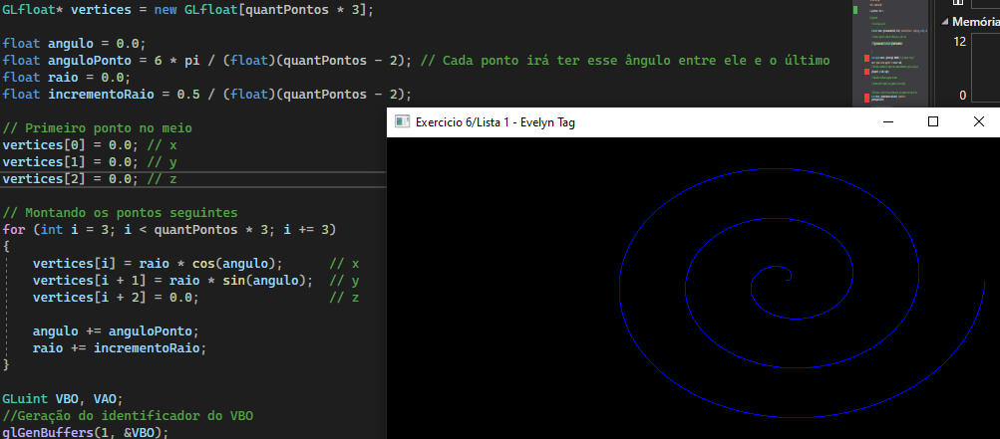 GLfloat* vertices = new GLfloat[quantPontos * 3];
float angulo = 0.0;
float anguloPonto = 6 * pi / (float)(quantPontos - 2); // Cada ponto irá ter esse ângulo entre ele e o último
float raio = 0.0;
float incrementoRaio = 0.5 / (float)(quantPontos - 2);
// Primeiro ponto no meio
vertices[0] = 0.0; // x
vertices[1] = 0.0; // y
vertices[2] = 0.0; // z
// Montando os pontos seguintes
for (int i = 3; i < quantPontos * 3; i += 3)
{
vertices[i] = raio * cos(angulo); // x
vertices[i + 1] = raio * sin(angulo); // y
vertices[i + 2] = 0.0; // z
angulo += anguloPonto;
raio += incrementoRaio;
}
GLuint VBO, VAO;
//Geração do identificador do VBO
glGenBuffers(1, &VBO);
Memória
12
0
Exercicio 6/Lista 1 - Evelyn Tag